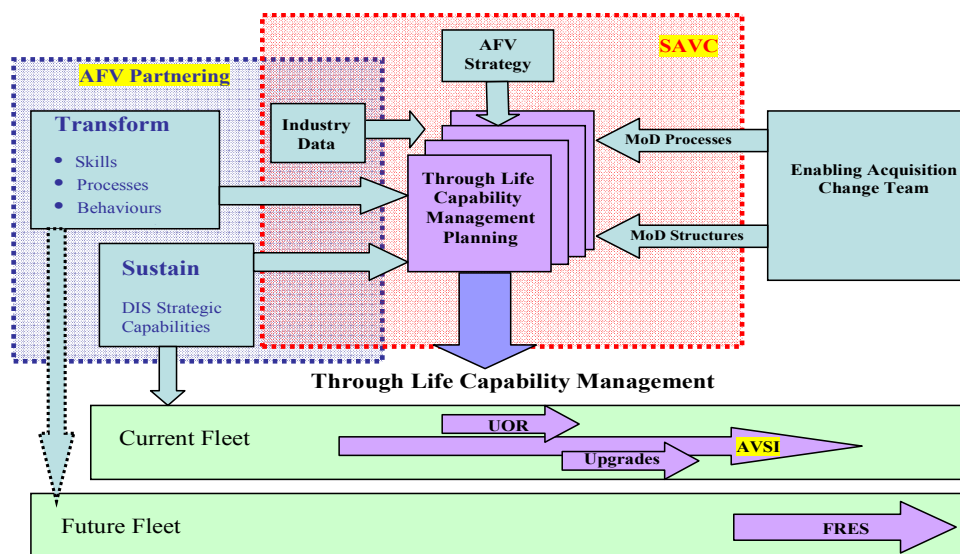 AFV
Strategy
SAVC
AFV Partnering
Transform
• Skills
• Processes
• Behaviours
Industry
Data
MoD Processes
Through Life
Capability
Management
Planning
Enabling Acquisition
Change Team
MoD Structures
Sustain
DIS Strategic
Capabilities
Through Life Capability Management
Current Fleet
UOR
AVSI
Upgrades
Future Fleet
FRES